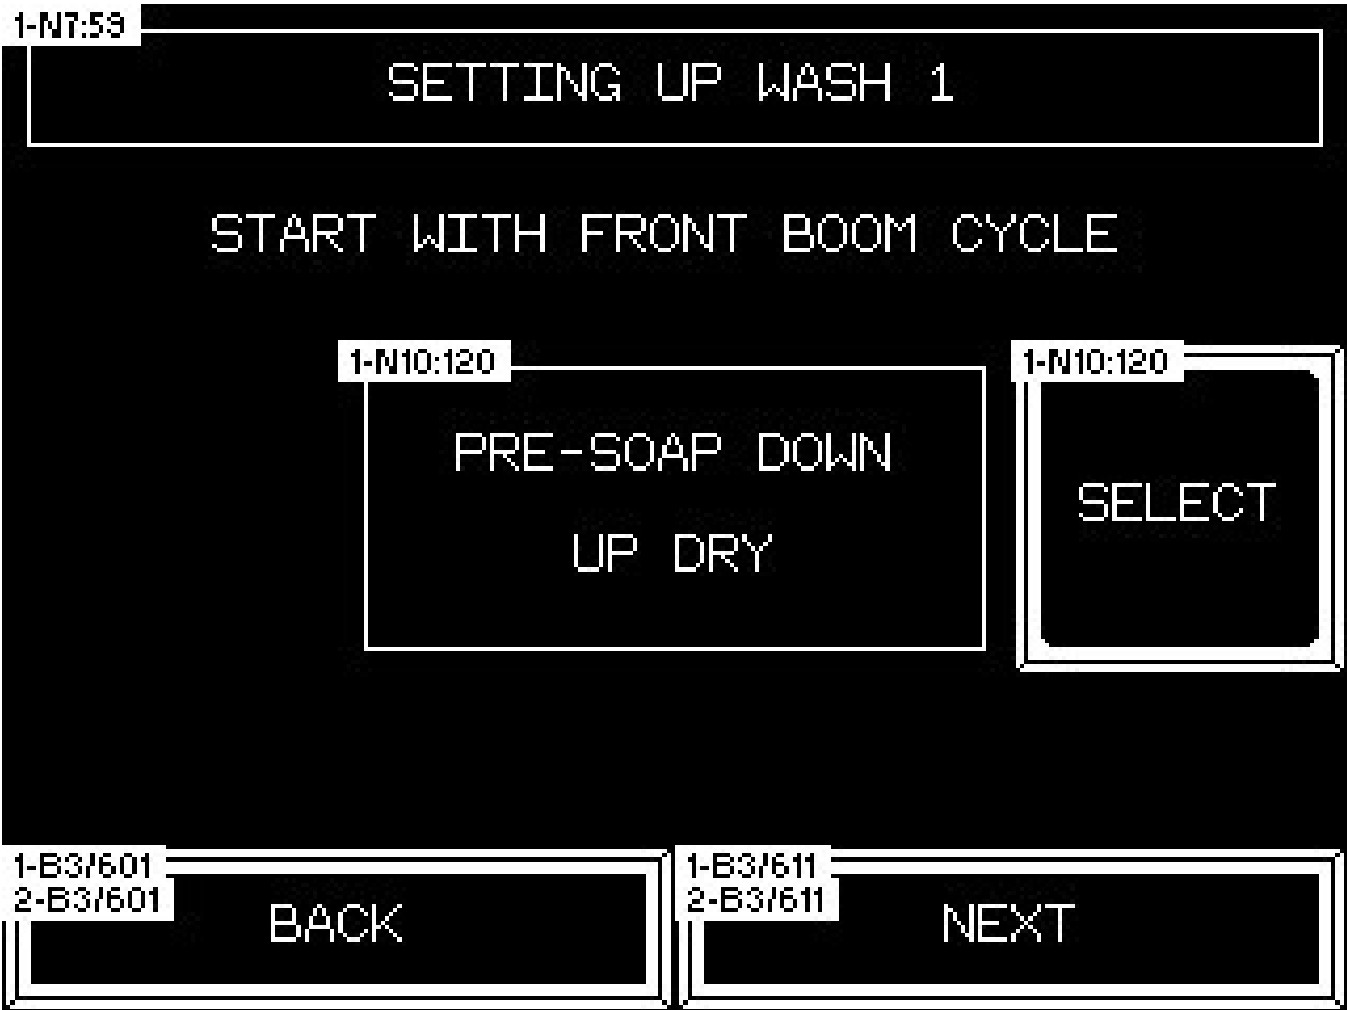 1-N7:59
SETTING UP WASH 1
START WITH FRONT BOOM CYCLE
1-N10:120
PRE-SOAP DOWN
UP DRY
1-N10:120
SELECT
1-B3/601
2-B3/601
BACK
1-B3/611
2-B3/611
NEXT